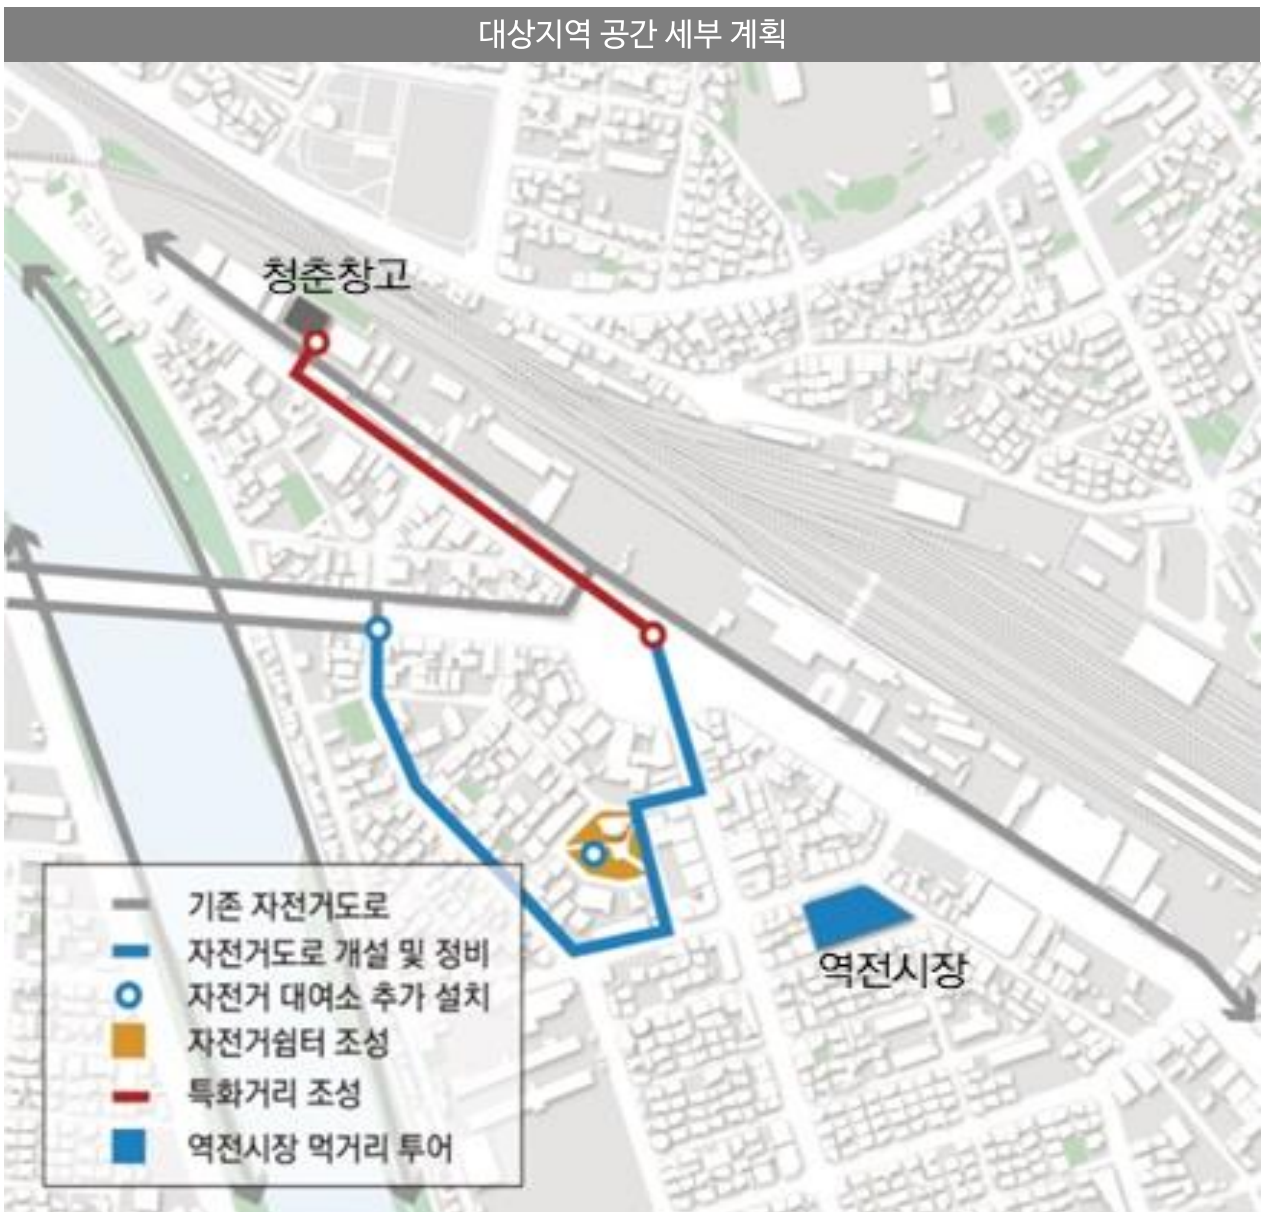 대상지역 공간 세부 계획
청춘창고
역전시장
기존 자전거도로
자전거도로 개설 및 정비
자전거 대여소 추가 설치
자전거쉼터 조성
특화거리 조성
역전시장 먹거리 투어